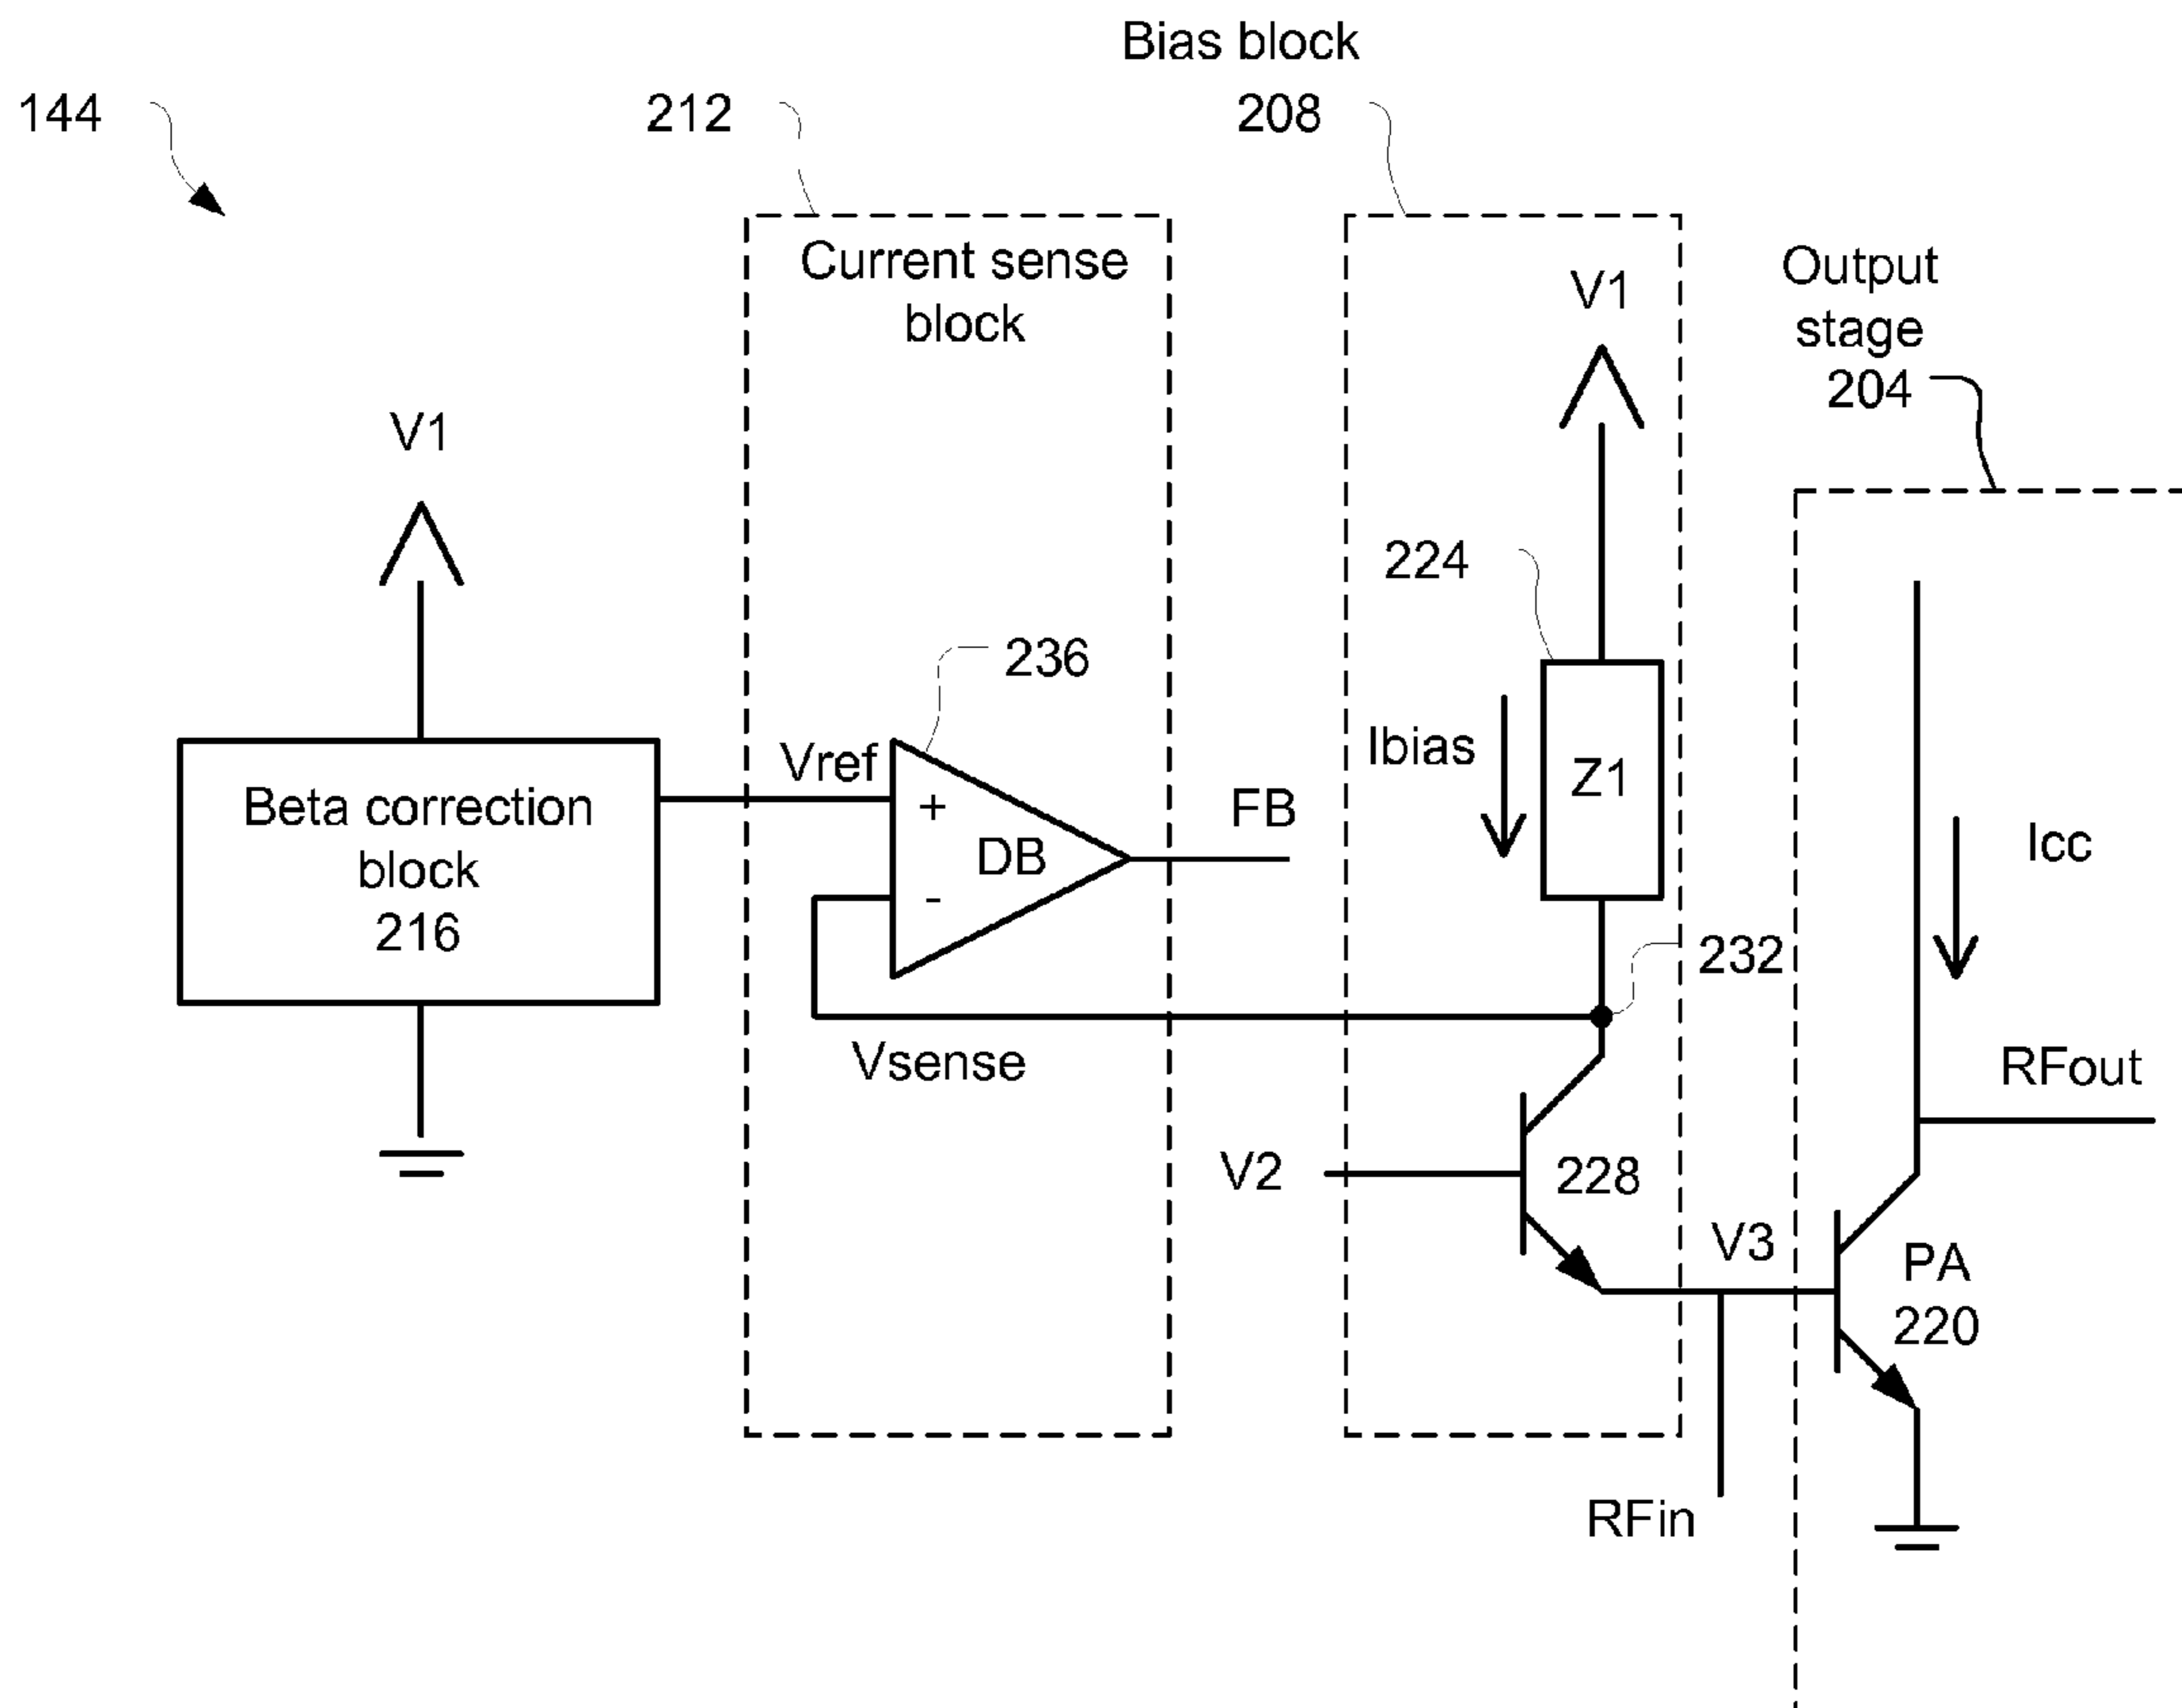 Bias block
208
144
212
Current sense
block
V1
Output
stage
204
V1
224
236
Vref
+
DB
-
FB
Ibias
Z1
Icc
Beta correction
block
216
232
Vsense
RFout
V2
228
V3
PA
220
RFin